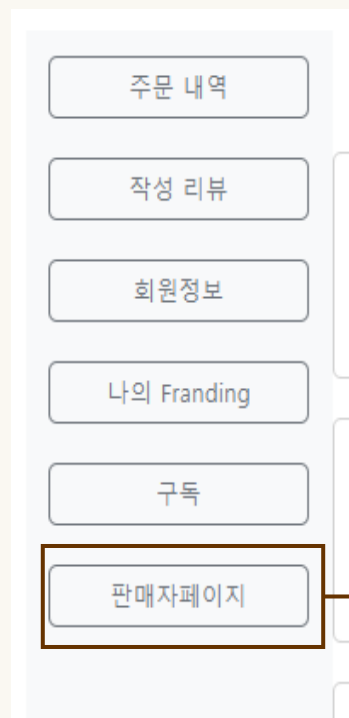 주문 내역
작성 리뷰
회원정보
나의 Franding
구독
판매자페이지